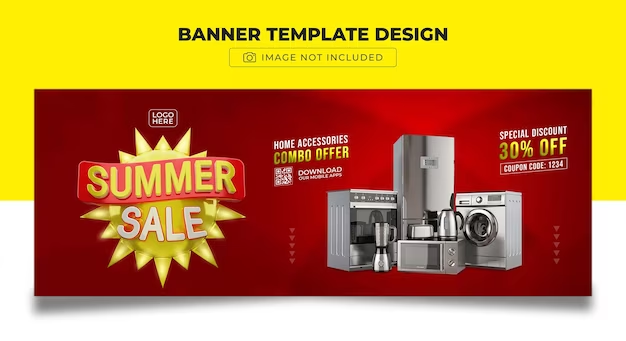 BANNER TEMPLATE DESIGN
IMAGE NOT INCLUDED
LOGO
HERE
SUMMER
SALE
HOME ACCESSORIES
COMBO OFFER
DOWNLOAD
OUR MOBILE APPS
SPECIAL DISCOUNT
30% OFF
COUPON CODE: 1234